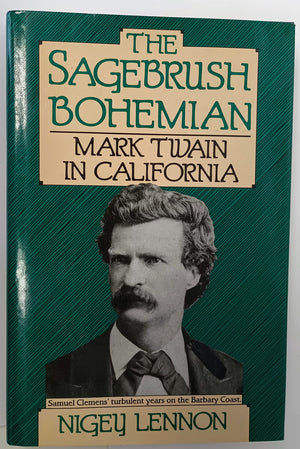 THE
SAGEBRUSH
BOHEMIAN
MARK TWAIN
IN CALIFORNIA
Samuel Clemens' turbulent years on the Barbary Coast.
NIGEY LENNON